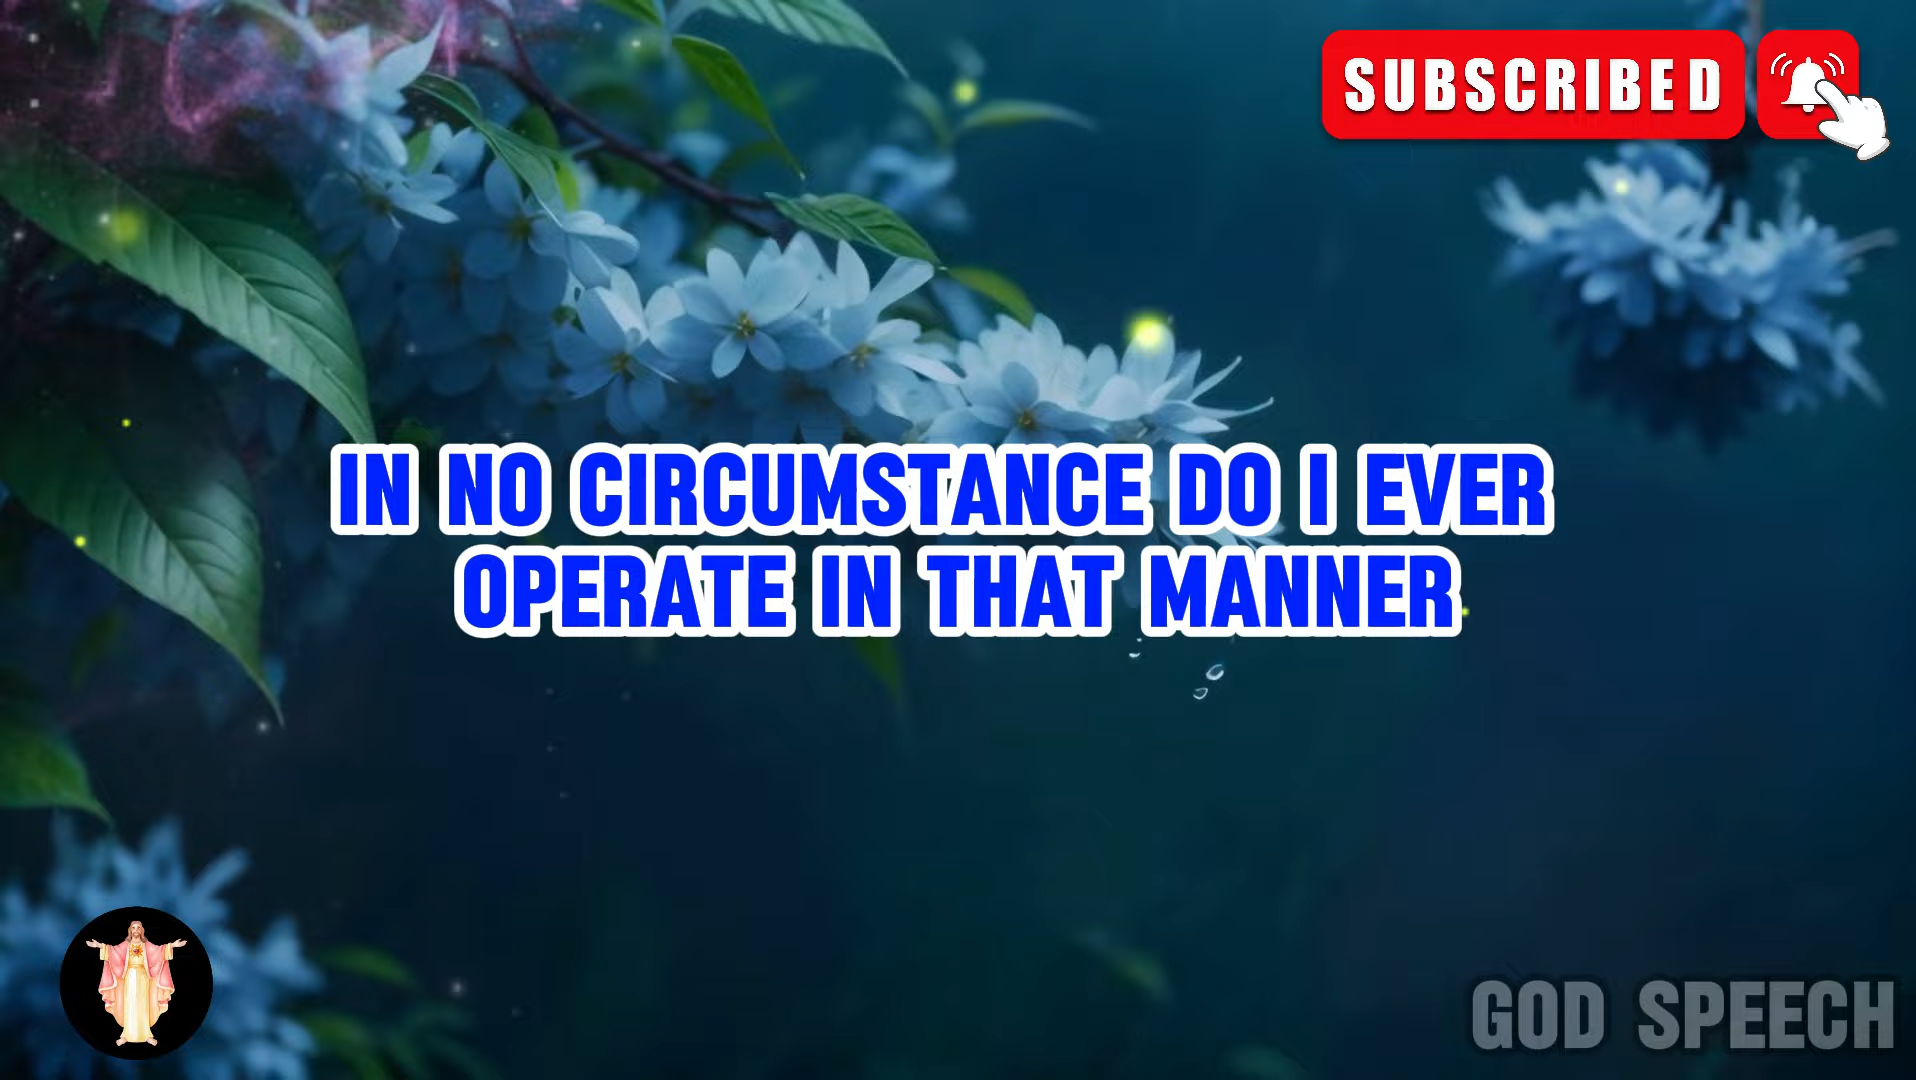 SUBSCRIBED
IN NO CIRCUMSTANCE DO I EVER
OPERATE IN THAT MANNER
GOD SPEECH